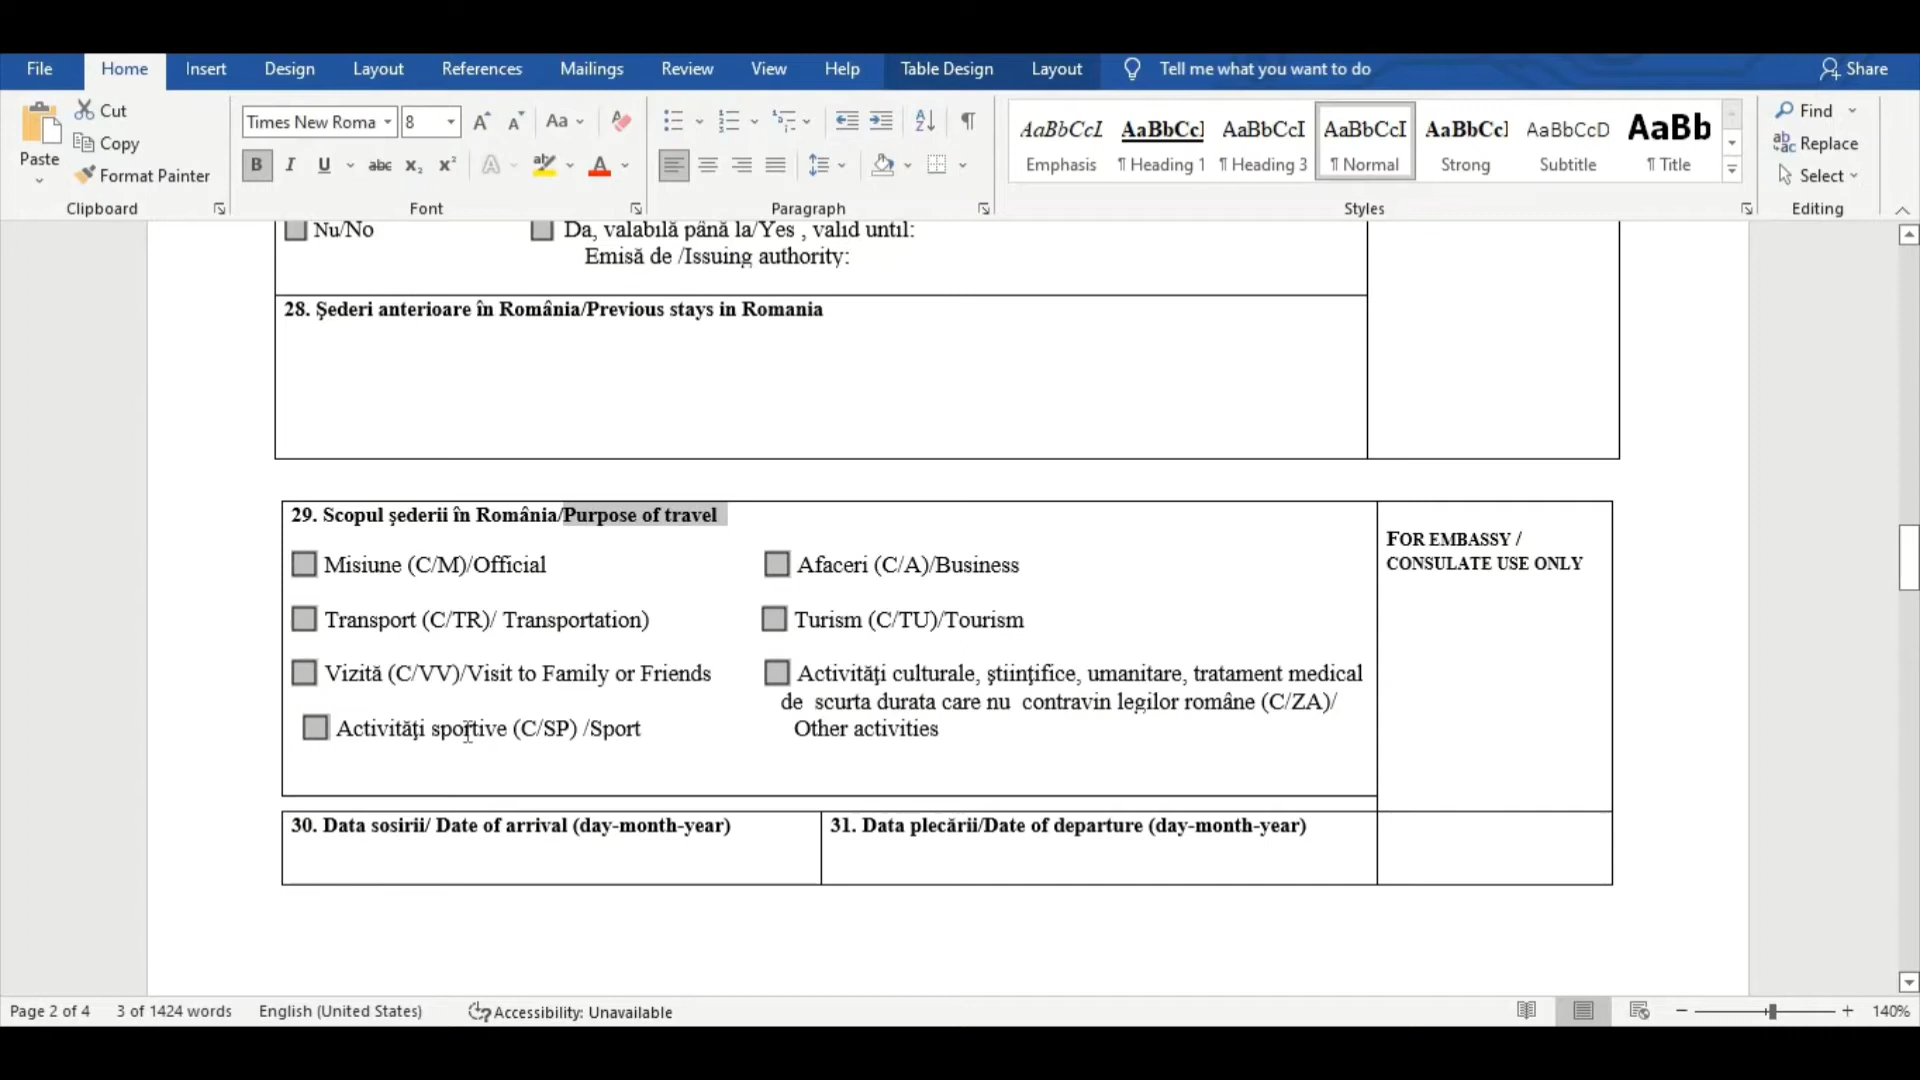 File Home Insert Design Layout References Mailings Review View Help Table Design Layout Tell me what you want to do Share
Paste Cut Copy Format Painter
Times New Roma 8 Aa
B I U abc x₂ x² A ab A
AaBbCcI AaBbCcI AaBbCcI AaBbCcI AaBbCcI AaBbCcD AaBb
Emphasis ¶ Heading 1 ¶ Heading 3 ¶ Normal Strong Subtitle ¶ Title
Find Replace Select
Clipboard Font Paragraph Styles Editing
Nu/No Da, valabilă până la/Yes , valid until:
Emisă de /Issuing authority:
28. Şederi anterioare în România/Previous stays in Romania
29. Scopul şederii în România/Purpose of travel
FOR EMBASSY /
CONSULATE USE ONLY
Misiune (C/M)/Official Afaceri (C/A)/Business
Transport (C/TR)/ Transportation) Turism (C/TU)/Tourism
Vizită (C/VV)/Visit to Family or Friends Activităţi culturale, ştiinţifice, umanitare, tratament medical
de scurta durata care nu contravin legilor române (C/ZA)/
Activităţi sportive (C/SP) /Sport Other activities
30. Data sosirii/ Date of arrival (day-month-year) 31. Data plecării/Date of departure (day-month-year)
Page 2 of 4 3 of 1424 words English (United States) Accessibility: Unavailable 140%